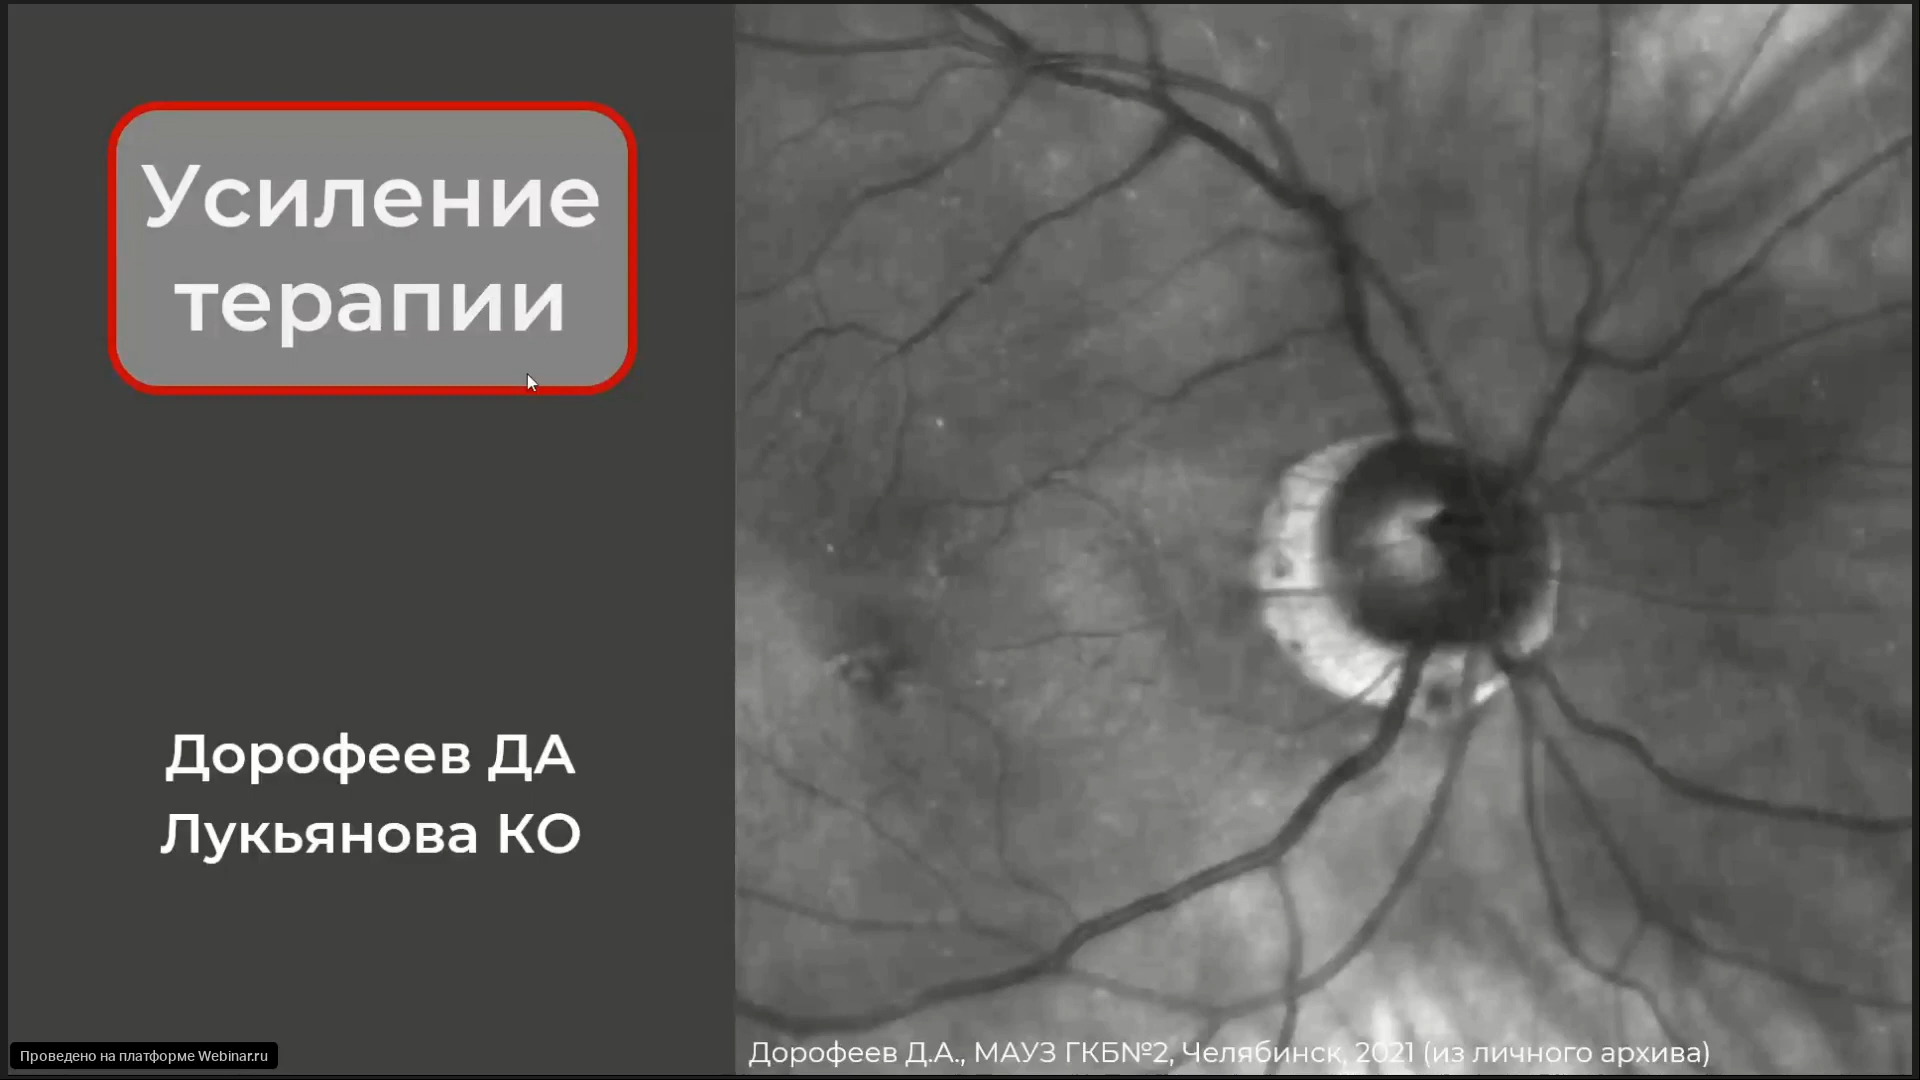 Усиление
терапии
Дорофеев ДА
Лукьянова КО
Дорофеев Д.А., МАУЗ ГКБ№2, Челябинск, 2021 (из личного архива)
Проведено на платформе Webinar.ru